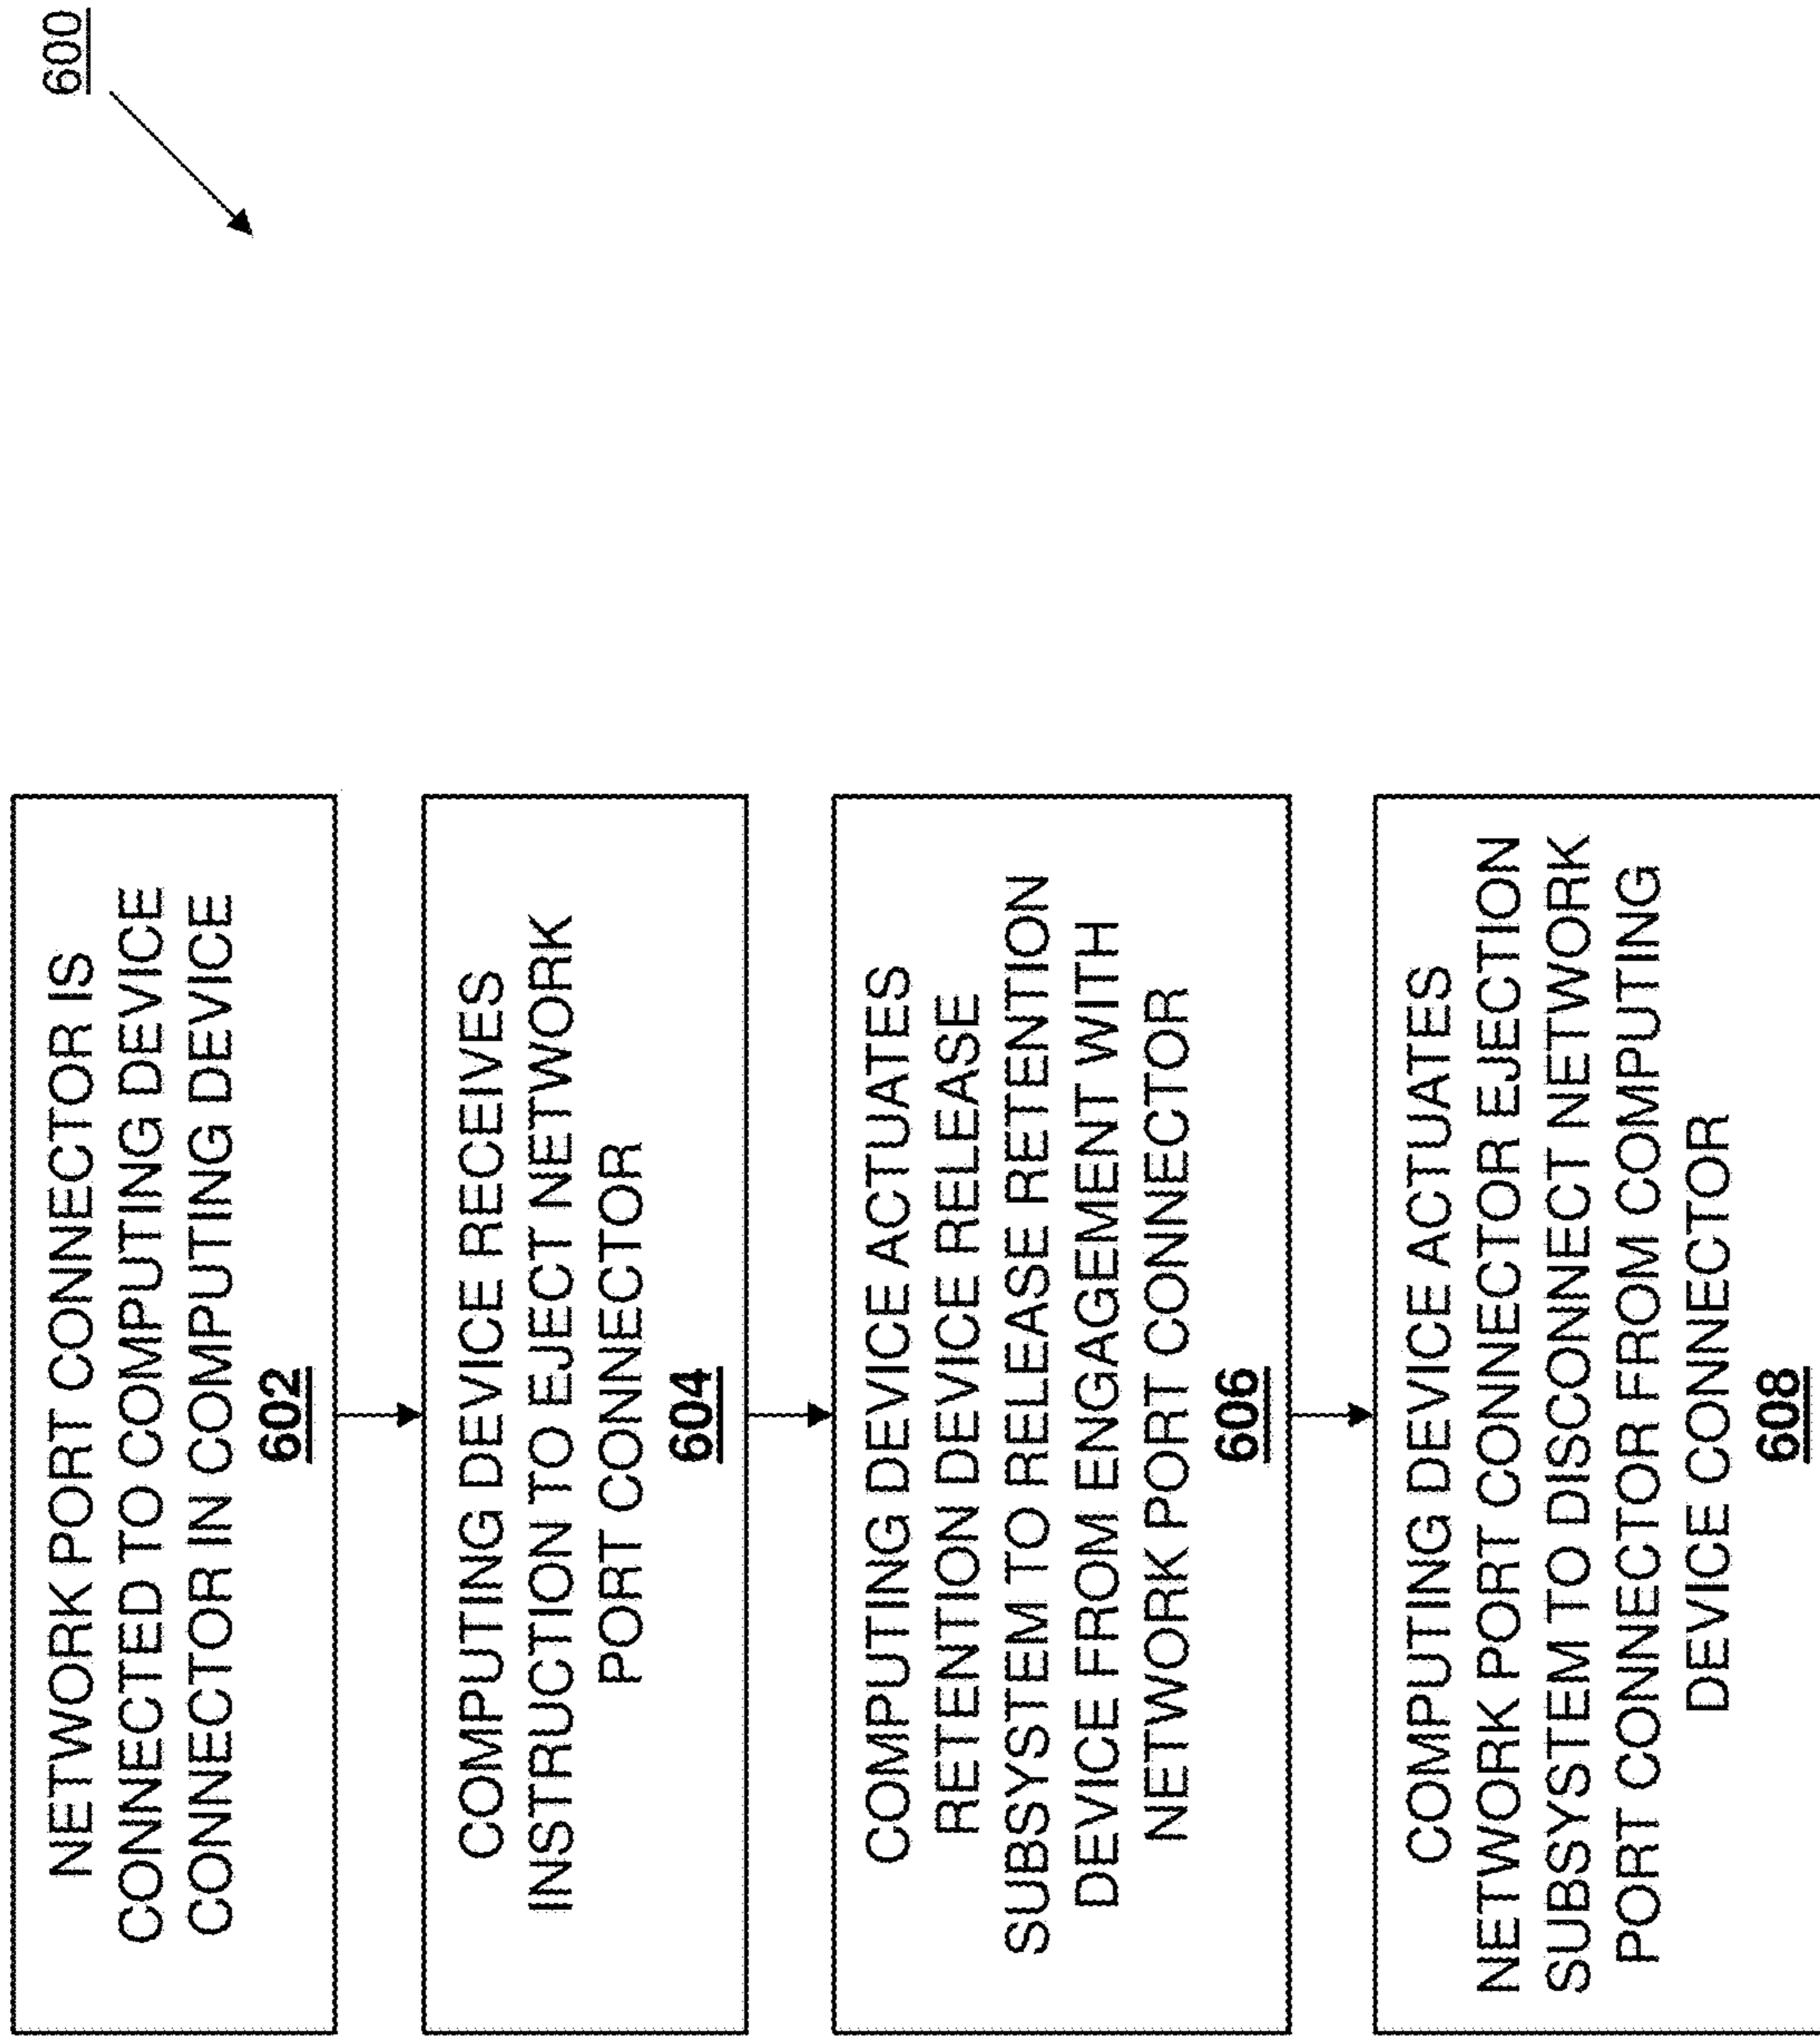 600
NETWORK PORT CONNECTOR IS
CONNECTED TO COMPUTING DEVICE
CONNECTOR IN COMPUTING DEVICE
602
COMPUTING DEVICE RECEIVES
INSTRUCTION TO EJECT NETWORK
PORT CONNECTOR
604
COMPUTING DEVICE ACTUATES
RETENTION DEVICE RELEASE
SUBSYSTEM TO RELEASE RETENTION
DEVICE FROM ENGAGEMENT WITH
NETWORK PORT CONNECTOR
606
COMPUTING DEVICE ACTUATES
NETWORK PORT CONNECTOR EJECTION
SUBSYSTEM TO DISCONNECT NETWORK
PORT CONNECTOR FROM COMPUTING
DEVICE CONNECTOR
608